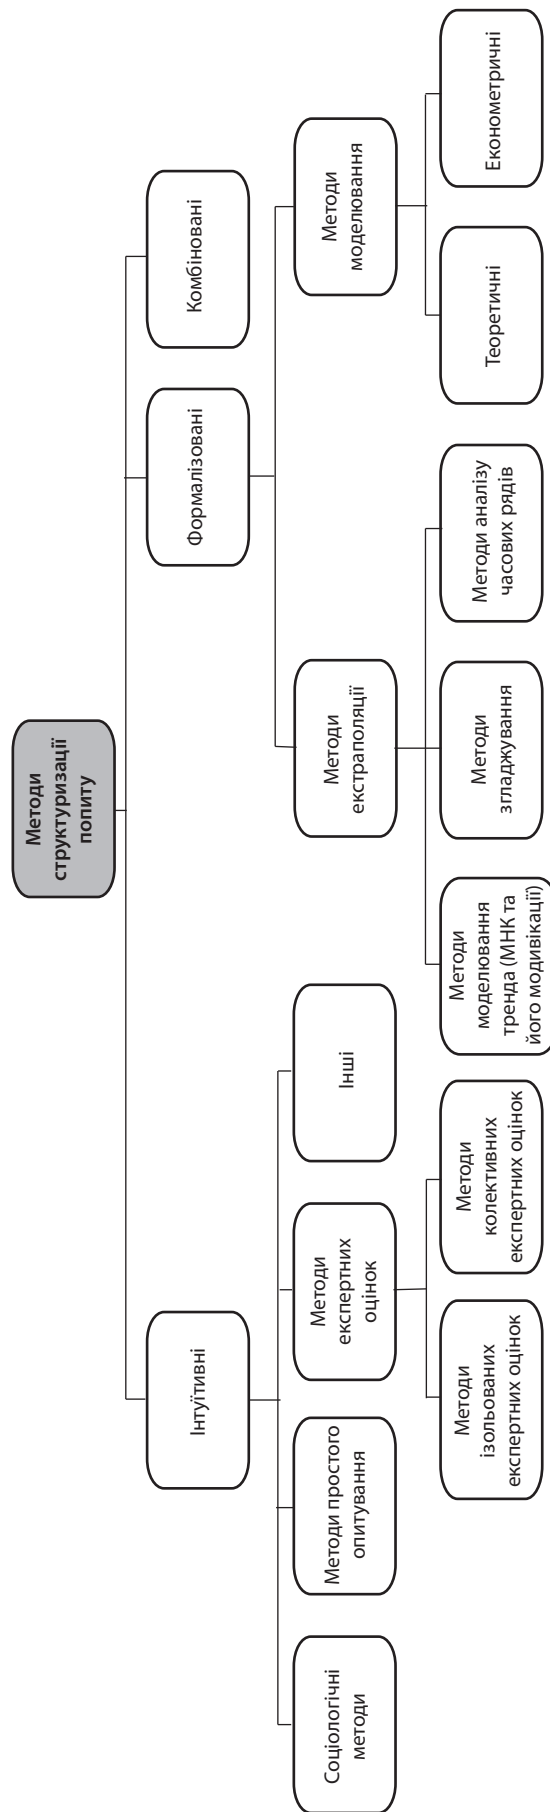 Методи
структуризації
попиту
Інтуїтивні
Формалізовані
Комбіновані
Соціологічні
методи
Методи простого
опитування
Методи
експертних
оцінок
Інші
Методи
екстраполяції
Методи
моделювання
Методи
ізольованих
експертних оцінок
Методи
колективних
експертних оцінок
Методи
моделювання
тренда (МНК та
його модивікації)
Методи
згладжування
Методи аналізу
часових рядів
Теоретичні
Економетричні